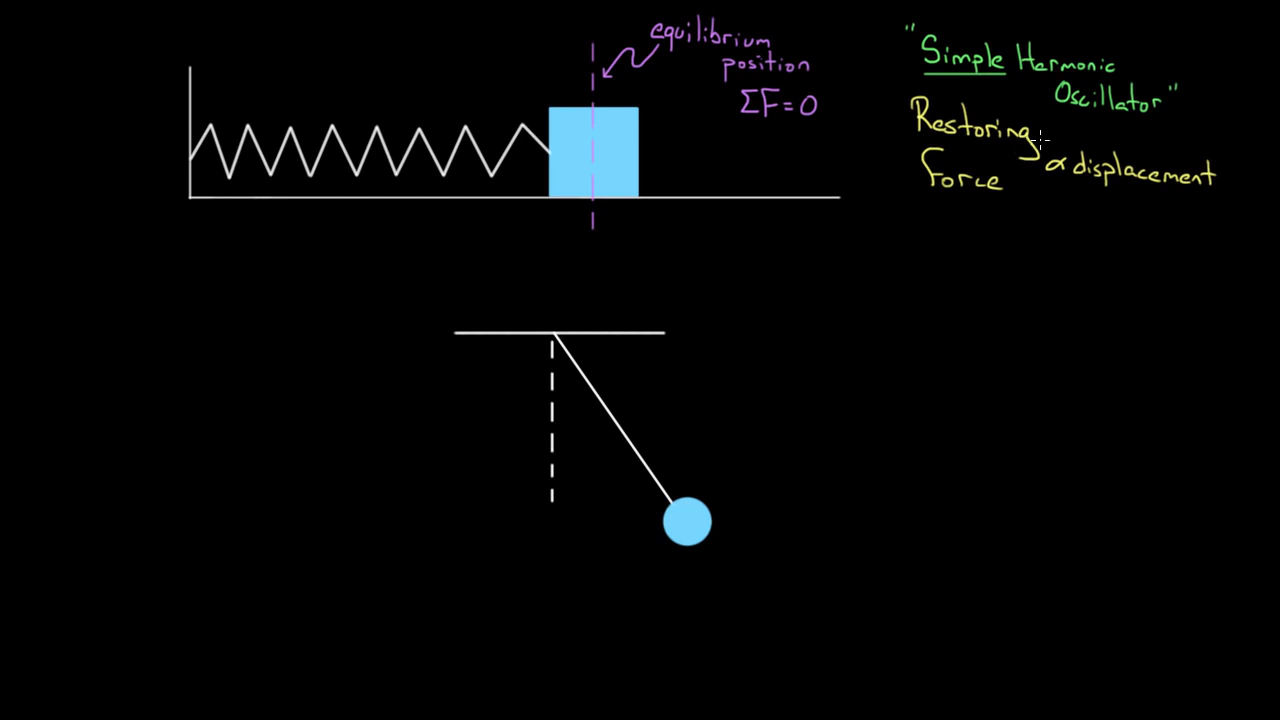 equilibrium
position
ΣF=0
"Simple Harmonic
Oscillator"
Restoring
Force ∝ displacement